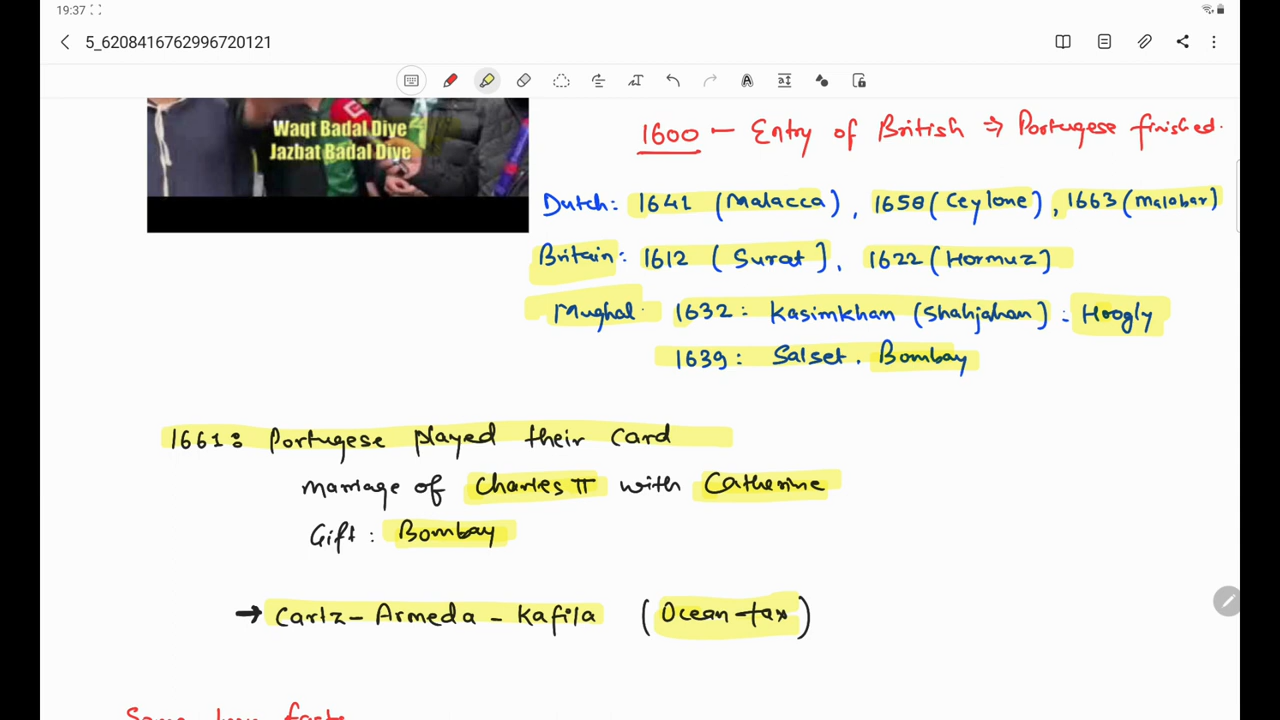 19:37
5_6208416762996720121
Waqt Badal Diye
Jazbat Badal Diye
1600 - Entry of British ⇒ Portugese finished.
Dutch: 1641 (Malacca), 1658 (Ceylone), 1663 (malobar)
Britain: 1612 (Surat), 1622 (Hormuz)
Mughal 1632: Kasimkhan (Shahjahan): Hoogly
1639: Salset. Bombay
1661: Portugese played their Card
marriage of Charles II with Catherine
Gift: Bombay
→ Cartz-Armeda-Kafila (Ocean tax)
facts